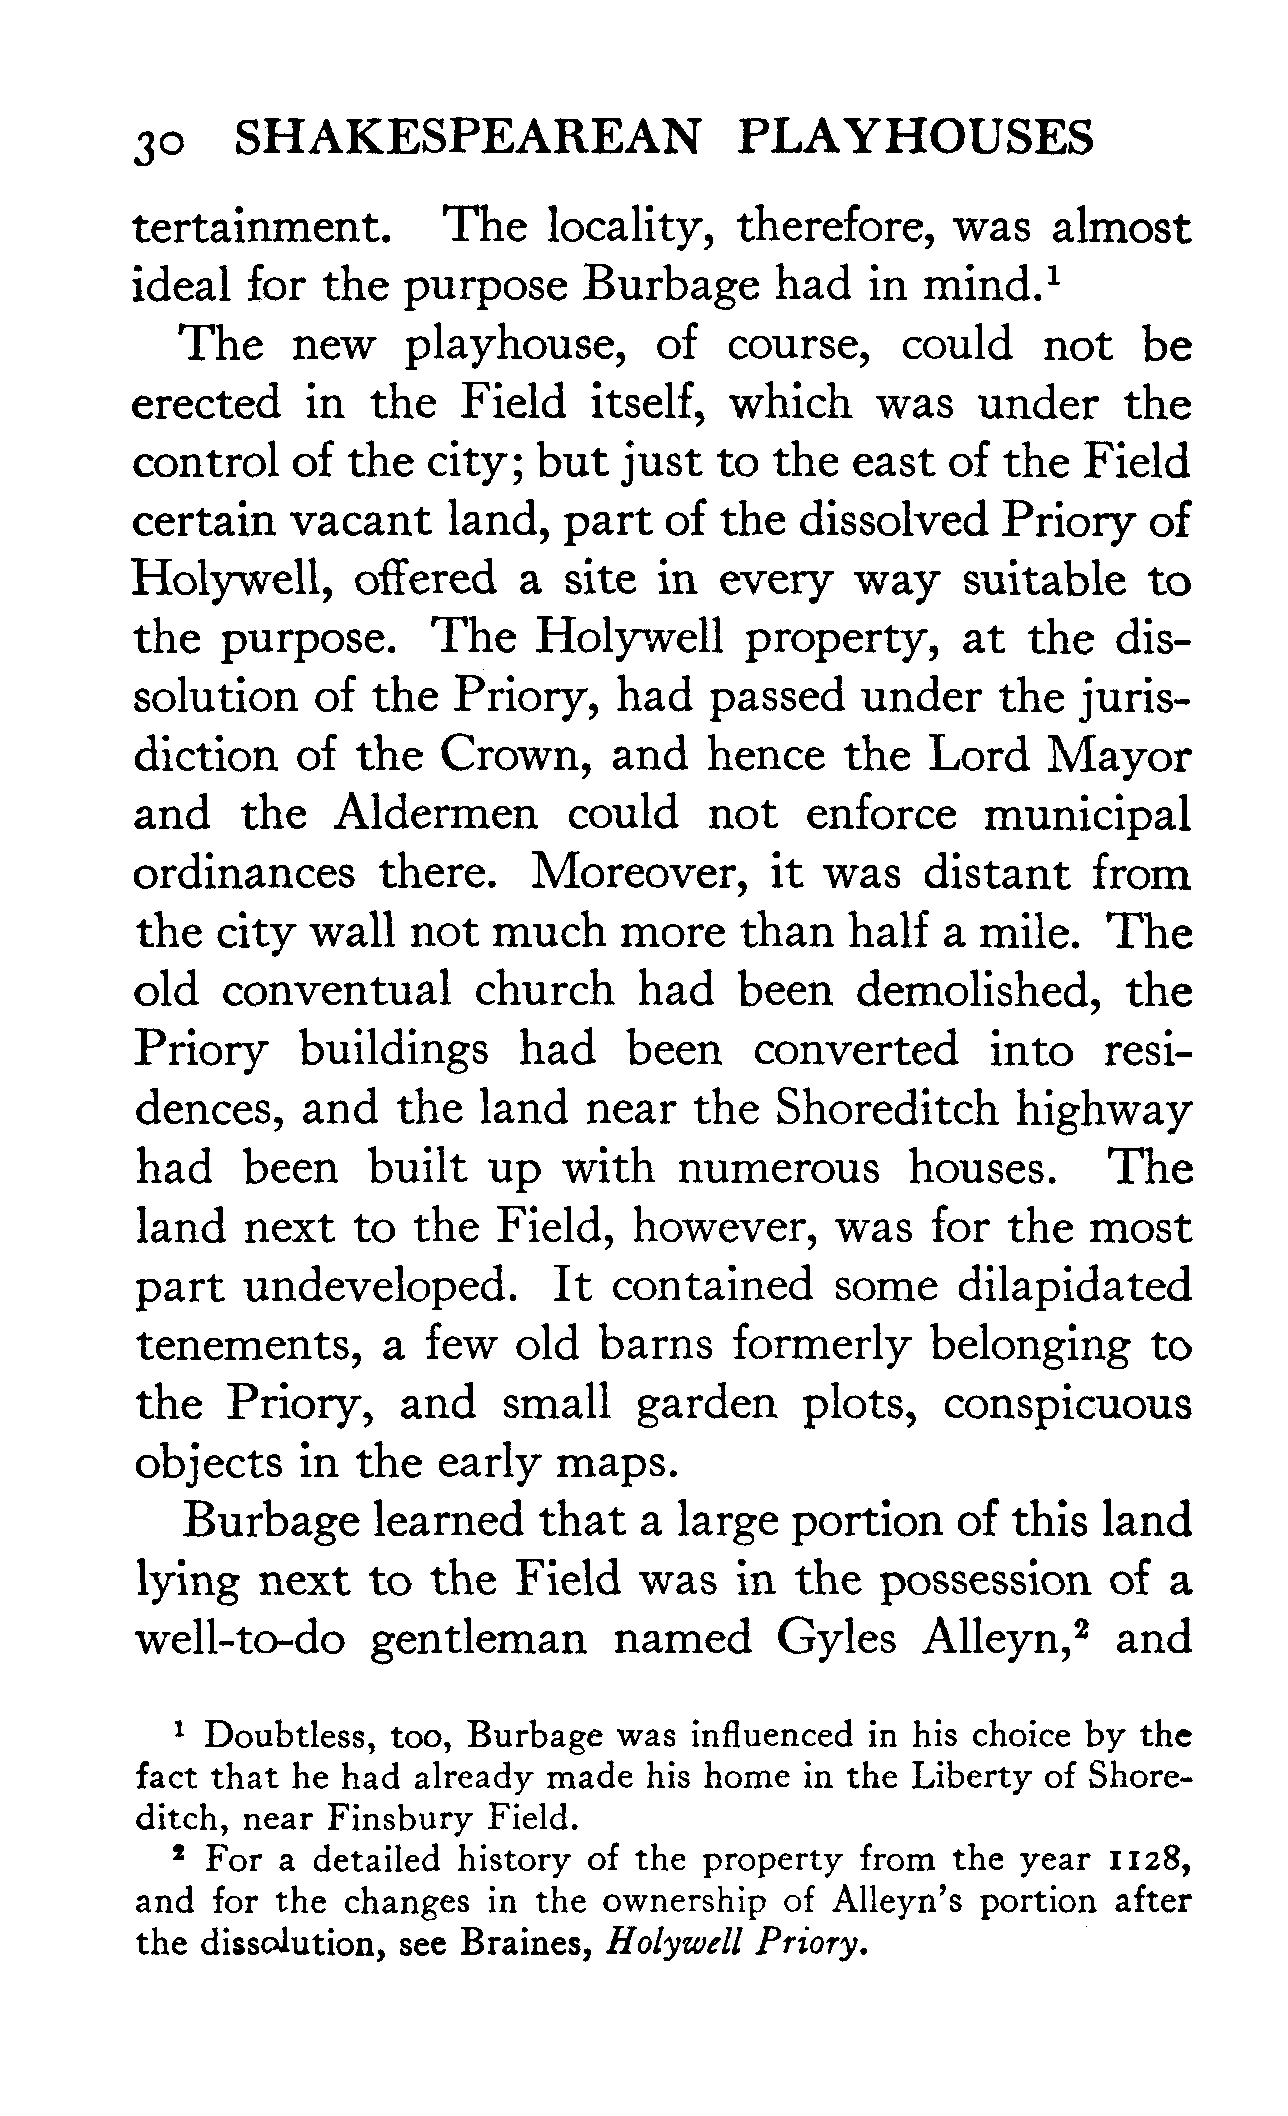 30 SHAKESPEAREAN PLAYHOUSES
tertainment. The locality, therefore, was almost
ideal for the purpose Burbage had in mind.¹
The new playhouse, of course, could not be
erected in the Field itself, which was under the
control of the city; but just to the east of the Field
certain vacant land, part of the dissolved Priory of
Holywell, offered a site in every way suitable to
the purpose. The Holywell property, at the dis-
solution of the Priory, had passed under the juris-
diction of the Crown, and hence the Lord Mayor
and the Aldermen could not enforce municipal
ordinances there. Moreover, it was distant from
the city wall not much more than half a mile. The
old conventual church had been demolished, the
Priory buildings had been converted into resi-
dences, and the land near the Shoreditch highway
had been built up with numerous houses. The
land next to the Field, however, was for the most
part undeveloped. It contained some dilapidated
tenements, a few old barns formerly belonging to
the Priory, and small garden plots, conspicuous
objects in the early maps.
Burbage learned that a large portion of this land
lying next to the Field was in the possession of a
well-to-do gentleman named Gyles Alleyn,² and
¹ Doubtless, too, Burbage was influenced in his choice by the
fact that he had already made his home in the Liberty of Shore-
ditch, near Finsbury Field.
² For a detailed history of the property from the year 1128,
and for the changes in the ownership of Alleyn's portion after
the dissolution, see Braines, Holywell Priory.